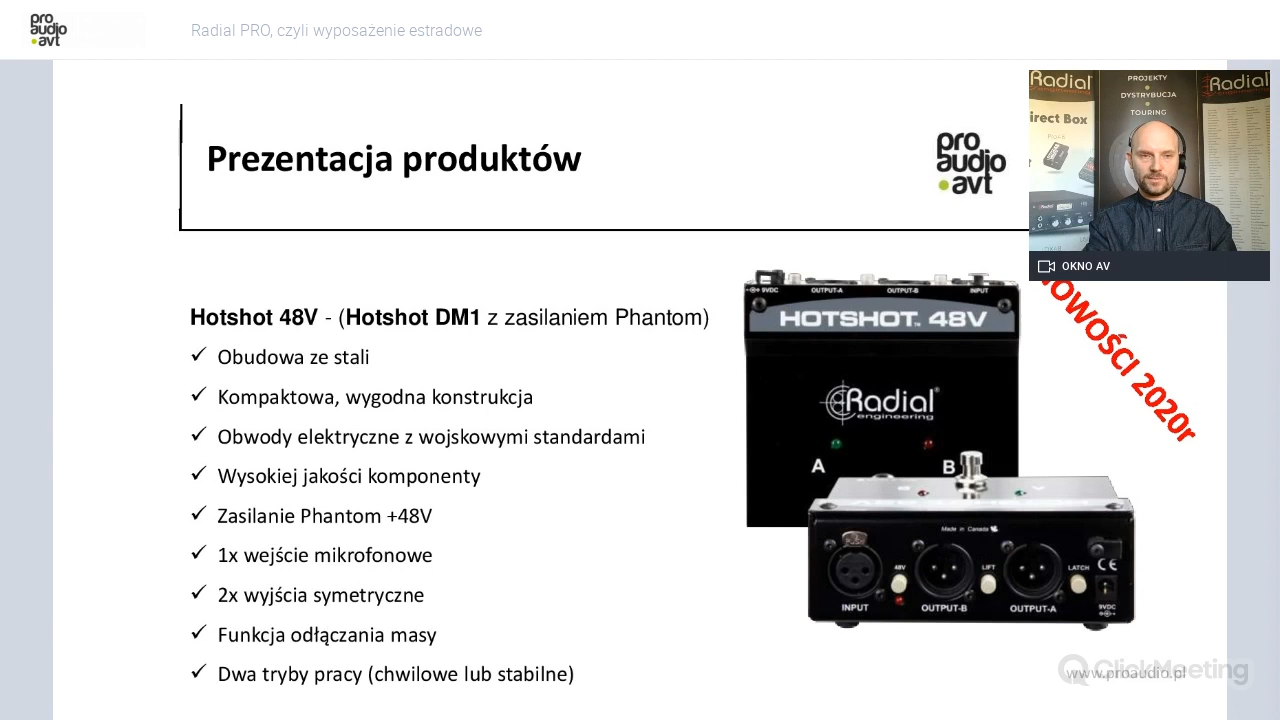 pro
audio
avt
Radial PRO, czyli wyposażenie estradowe
Prezentacja produktów
pro
audio
avt
Radial
engineering
PROJEKTY
DYSTRYBUCJA
TOURING
Radial
irect Box
OKNO AV
NOWOŚCI 2020r
Hotshot 48V - (Hotshot DM1 z zasilaniem Phantom)
✓ Obudowa ze stali
✓ Kompaktowa, wygodna konstrukcja
✓ Obwody elektryczne z wojskowymi standardami
✓ Wysokiej jakości komponenty
✓ Zasilanie Phantom +48V
✓ 1x wejście mikrofonowe
✓ 2x wyjścia symetryczne
✓ Funkcja odłączania masy
✓ Dwa tryby pracy (chwilowe lub stabilne)
9VDC OUTPUT-A OUTPUT-B INPUT
HOTSHOT™ 48V
Radial®
engineering
A B
Made in Canada
48V LIFT LATCH CE
INPUT OUTPUT-B OUTPUT-A 9VDC
ClickMeeting
www.proaudio.pl